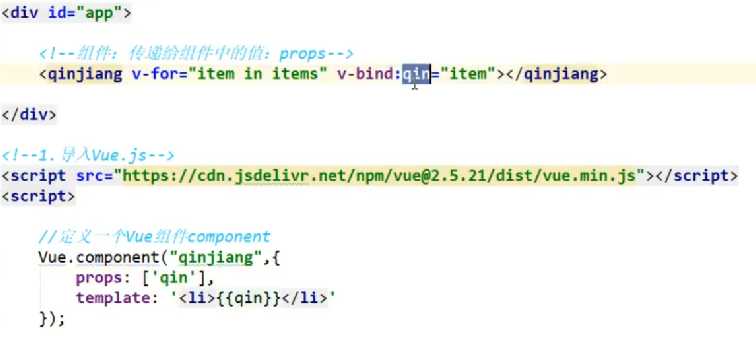 <div id="app">
<!--组件：传递给组件中的值：props-->
<qinjiang v-for="item in items" v-bind:qin="item"></qinjiang>
</div>
<!--1.导入Vue.js-->
<script src="https://cdn.jsdelivr.net/npm/vue@2.5.21/dist/vue.min.js"></script>
<script>
//定义一个Vue组件component
Vue.component("qinjiang",{
props: ['qin'],
template: '<li>{{qin}}</li>'
});